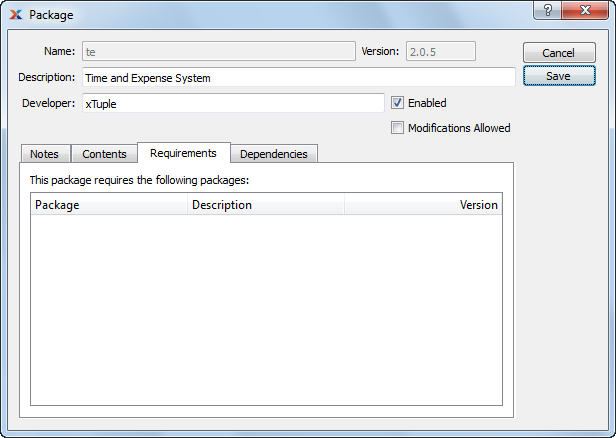 Package
Name: te Version: 2.0.5 Cancel
Description: Time and Expense System Save
Developer: xTuple Enabled
Modifications Allowed
Notes Contents Requirements Dependencies
This package requires the following packages:
Package Description Version